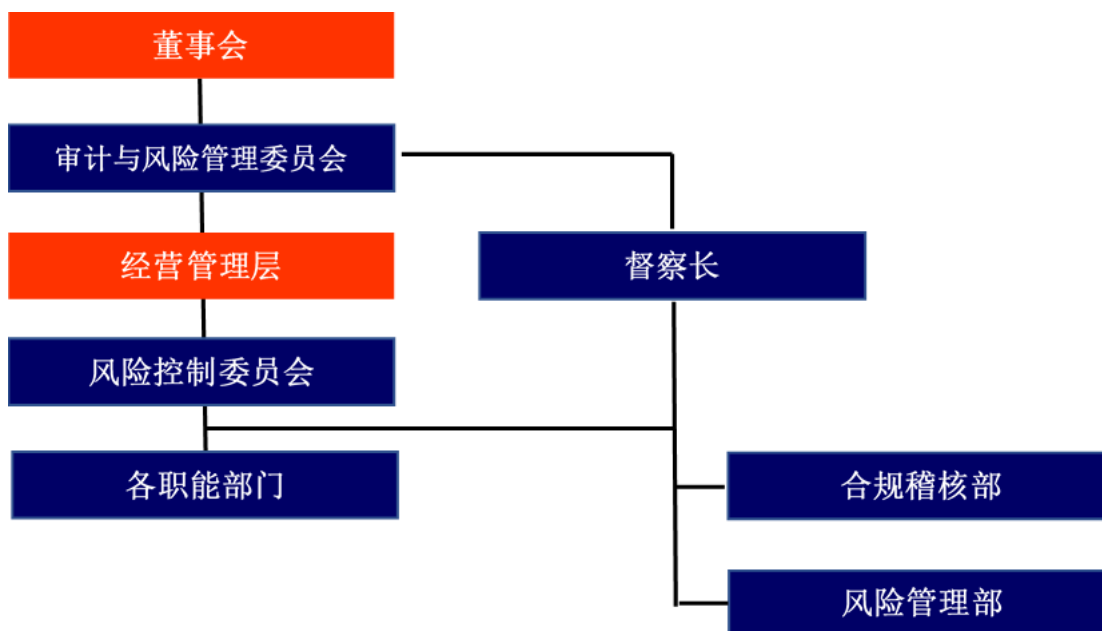 董事会
审计与风险管理委员会
经营管理层
督察长
风险控制委员会
各职能部门
合规稽核部
风险管理部